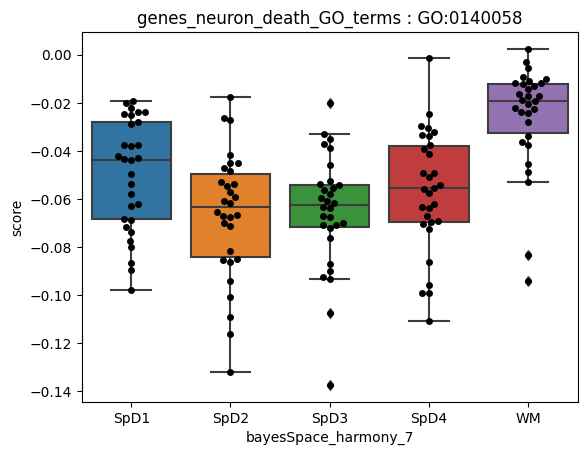 genes_neuron_death_GO_terms : GO:0140058
score
0.00
−0.02
−0.04
−0.06
−0.08
−0.10
−0.12
−0.14
SpD1 SpD2 SpD3 SpD4 WM
bayesSpace_harmony_7